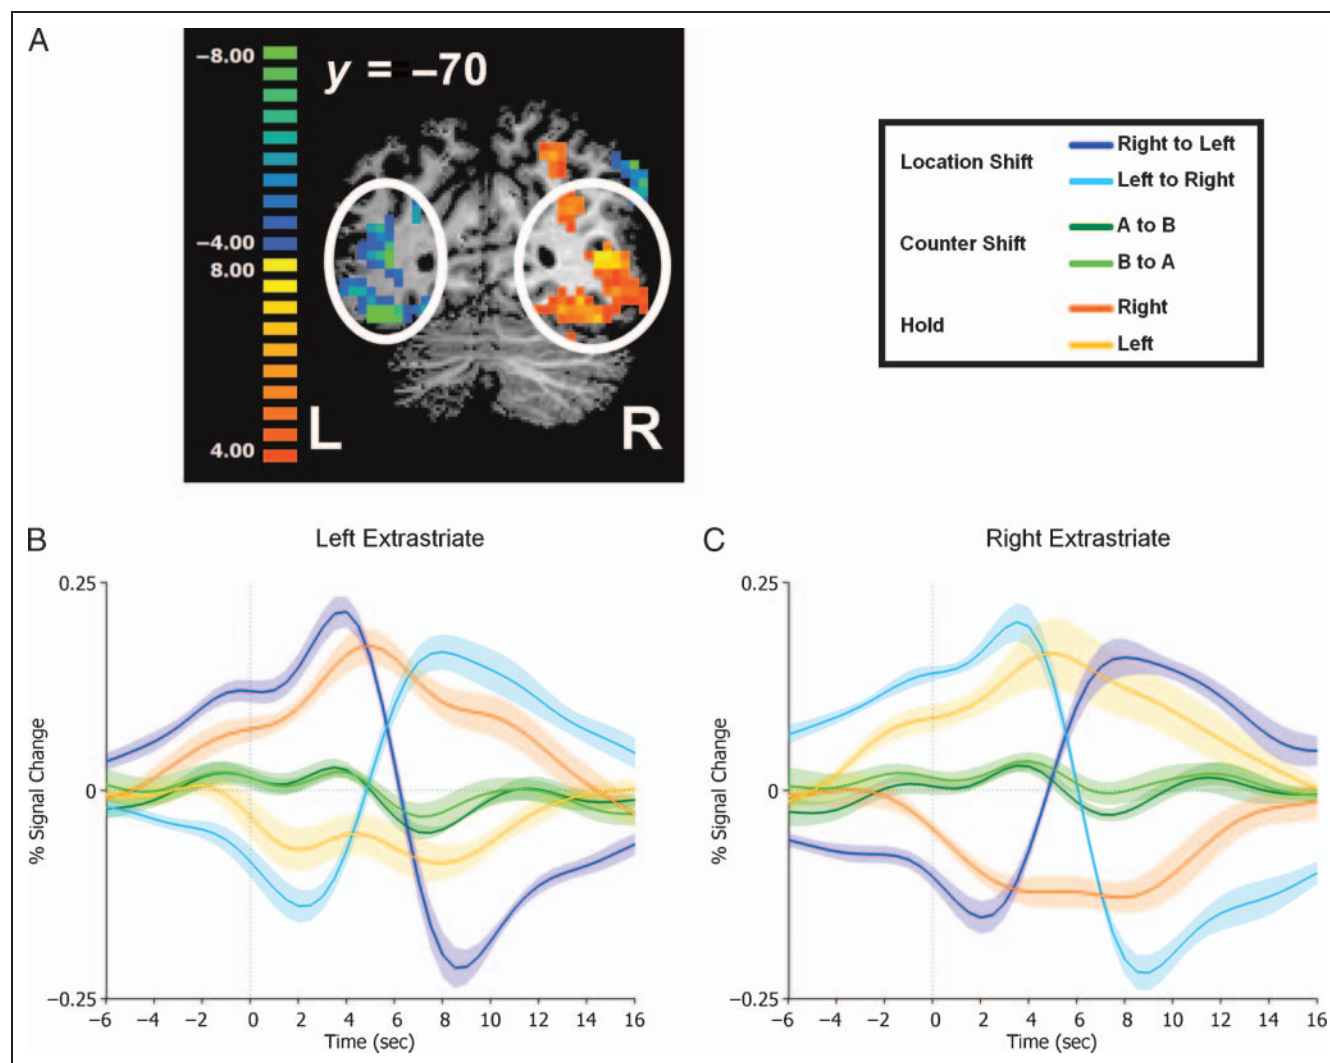 A
−8.00
y = −70
−4.00
8.00
4.00
L
R
Location Shift
Right to Left
Left to Right
Counter Shift
A to B
B to A
Hold
Right
Left
B
Left Extrastriate
0.25
0
−0.25
% Signal Change
−6 −4 −2 0 2 4 6 8 10 12 14 16
Time (sec)
C
Right Extrastriate
0.25
0
−0.25
% Signal Change
−6 −4 −2 0 2 4 6 8 10 12 14 16
Time (sec)